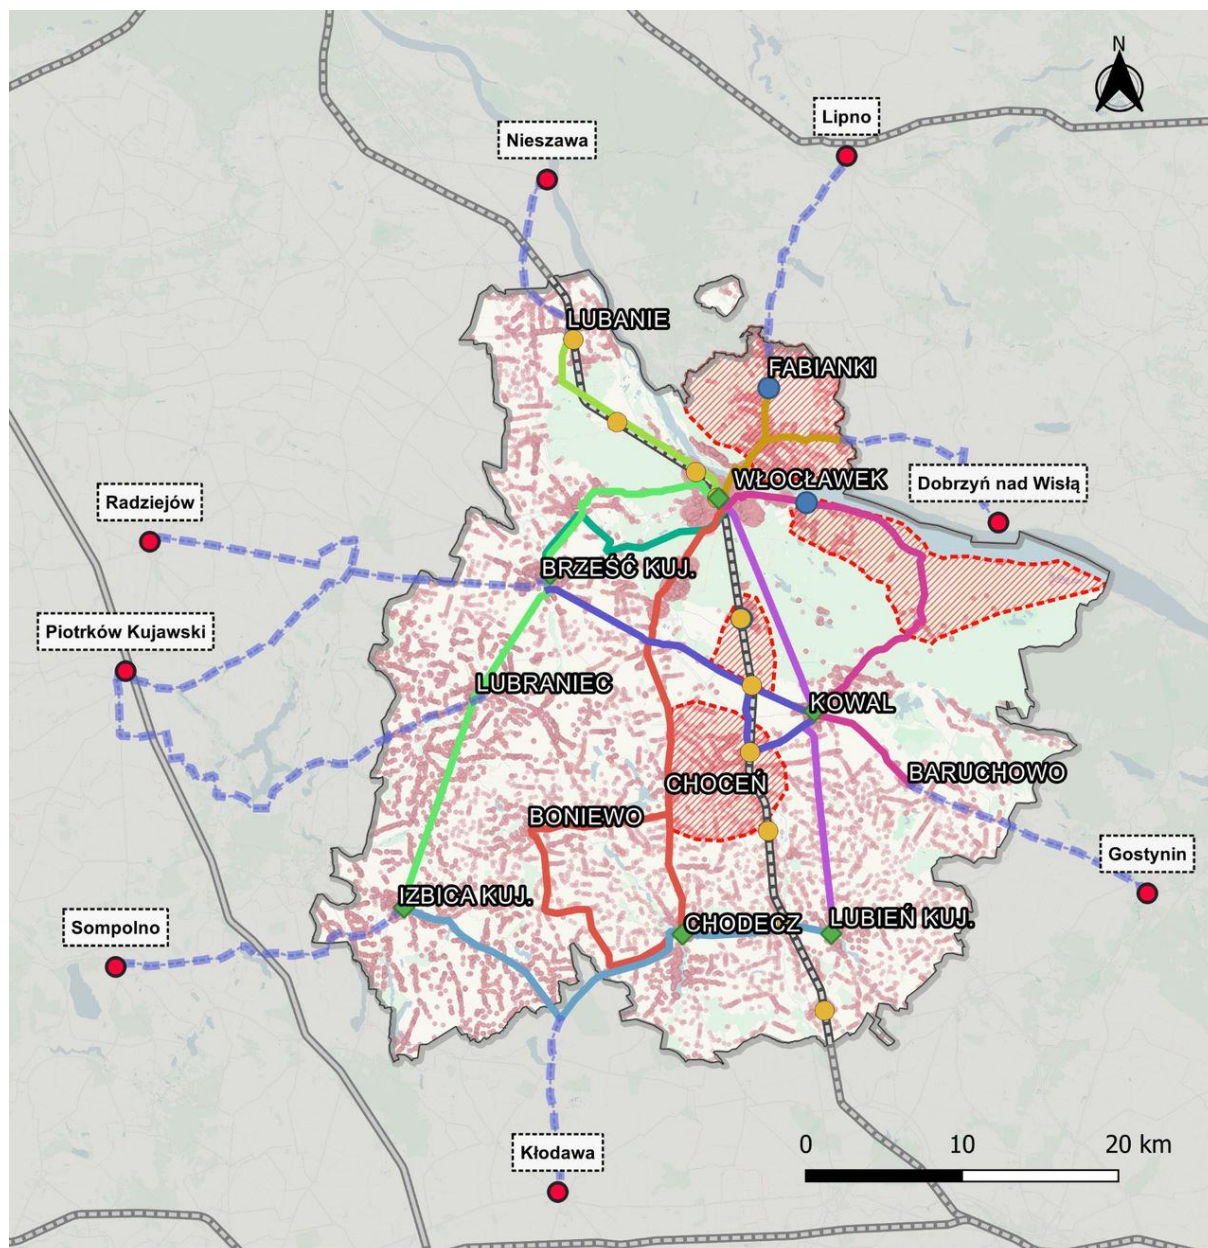 N
Lipno
Nieszawa
LUBANIE
FABIANKI
WŁOCŁAWEK
Dobrzyń nad Wisłą
Radziejów
BRZEŚĆ KUJ.
Piotrków Kujawski
LUBRANIEC
KOWAL
BARUCHOWO
CHOCEŃ
BONIEWO
Gostynin
IZBICA KUJ.
Sompolno
CHODECZ
LUBIEŃ KUJ.
Kłodawa
0 10 20 km